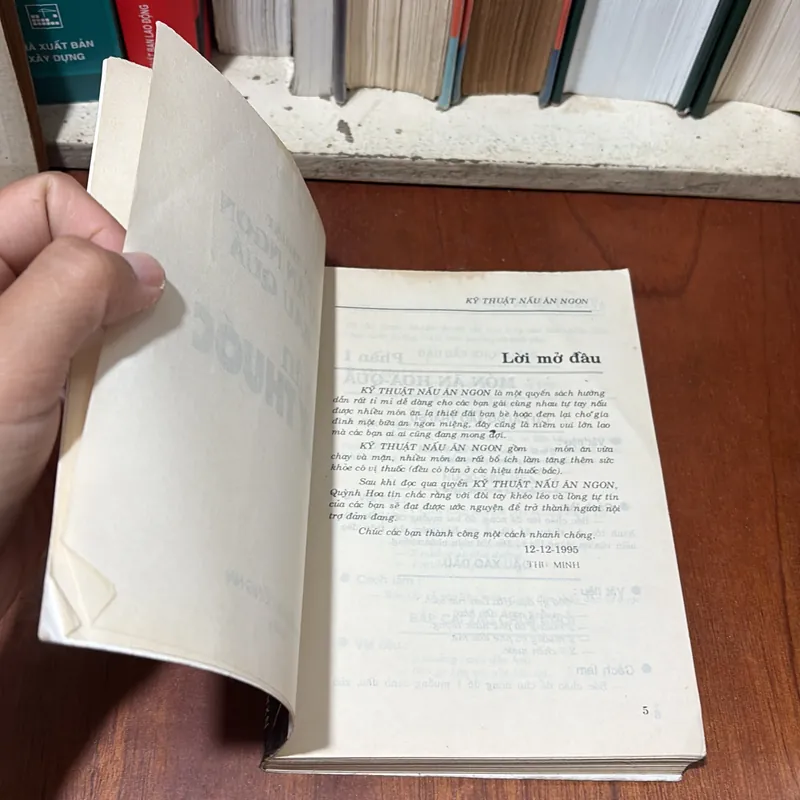 NHÀ XUẤT BẢN
XÂY DỰNG
KỸ THUẬT NẤU ĂN NGON
Lời mở đầu
KỸ THUẬT NẤU ĂN NGON là một quyển sách hướng
dẫn rất tỉ mỉ dễ dàng cho các bạn gái cùng nhau tự tay nấu
được nhiều món ăn lạ thiết đãi bạn bè hoặc đem lại cho gia
đình một bữa ăn ngon miệng, đây cũng là niềm vui lớn lao
mà các bạn ai ai cũng đang mong đợi.
KỸ THUẬT NẤU ĂN NGON gồm món ăn vừa
chay và mặn, nhiều món ăn rất bổ ích làm tăng thêm sức
khỏe có vị thuốc (đều có bán ở các hiệu thuốc bắc).
Sau khi đọc qua quyển KỸ THUẬT NẤU ĂN NGON,
Quỳnh Hoa tin chắc rằng với đôi tay khéo léo và lòng tự tin
của các bạn sẽ đạt được ước nguyện để trở thành người nội
trợ đảm đang.
Chúc các bạn thành công một cách nhanh chóng.
12-12-1995
THU MINH
5